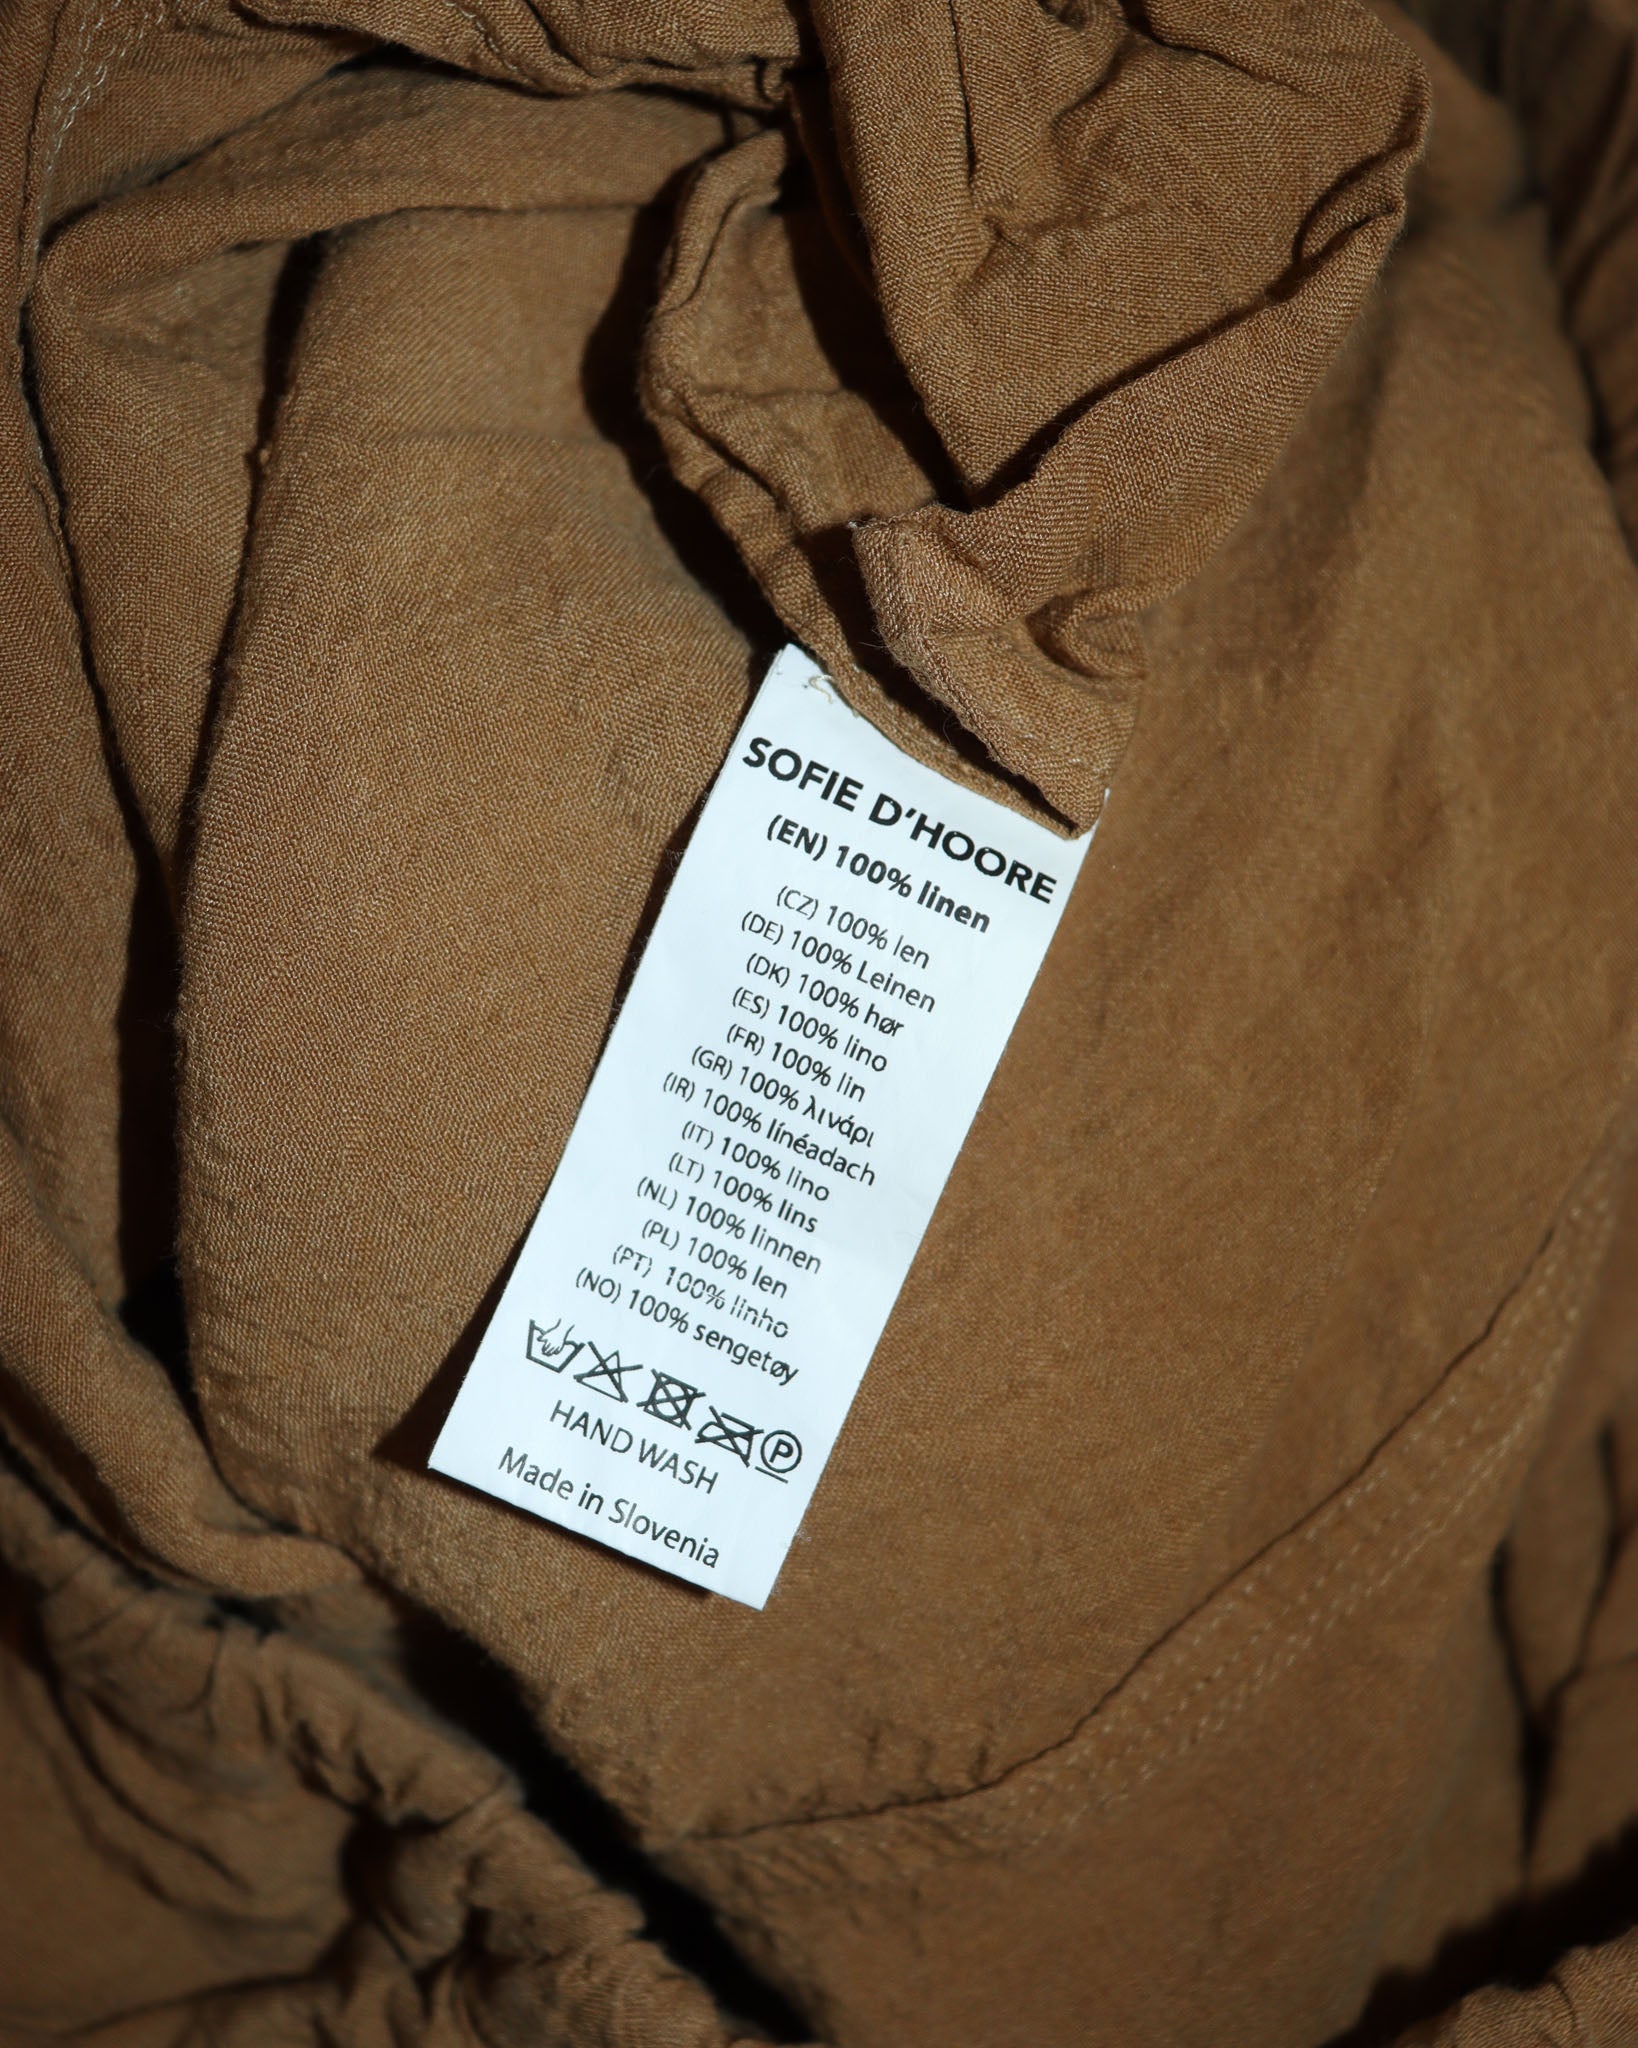 SOFIE D'HOORE
(EN) 100% linen
(CZ) 100% len
(DE) 100% Leinen
(DK) 100% hør
(ES) 100% lino
(FR) 100% lin
(GR) 100% λινάρι
(IR) 100% línéadach
(IT) 100% lino
(LT) 100% lins
(NL) 100% linnen
(PL) 100% len
(PT) 100% linho
(NO) 100% sengetøy
P
HAND WASH
Made in Slovenia